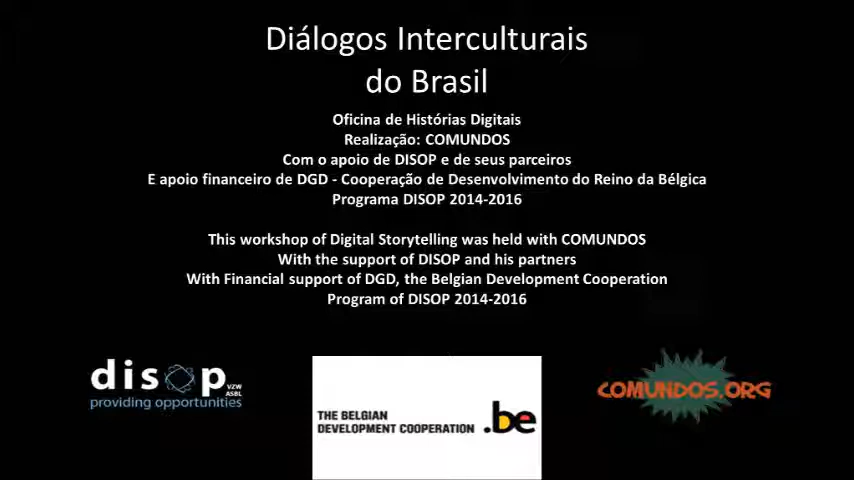 Diálogos Interculturais
do Brasil
Oficina de Histórias Digitais
Realização: COMUNDOS
Com o apoio de DISOP e de seus parceiros
E apoio financeiro de DGD - Cooperação de Desenvolvimento do Reino da Bélgica
Programa DISOP 2014-2016
This workshop of Digital Storytelling was held with COMUNDOS
With the support of DISOP and his partners
With Financial support of DGD, the Belgian Development Cooperation
Program of DISOP 2014-2016
disop
VZW
ASBL
providing opportunities
THE BELGIAN
DEVELOPMENT COOPERATION
.be
COMUNDOS.ORG